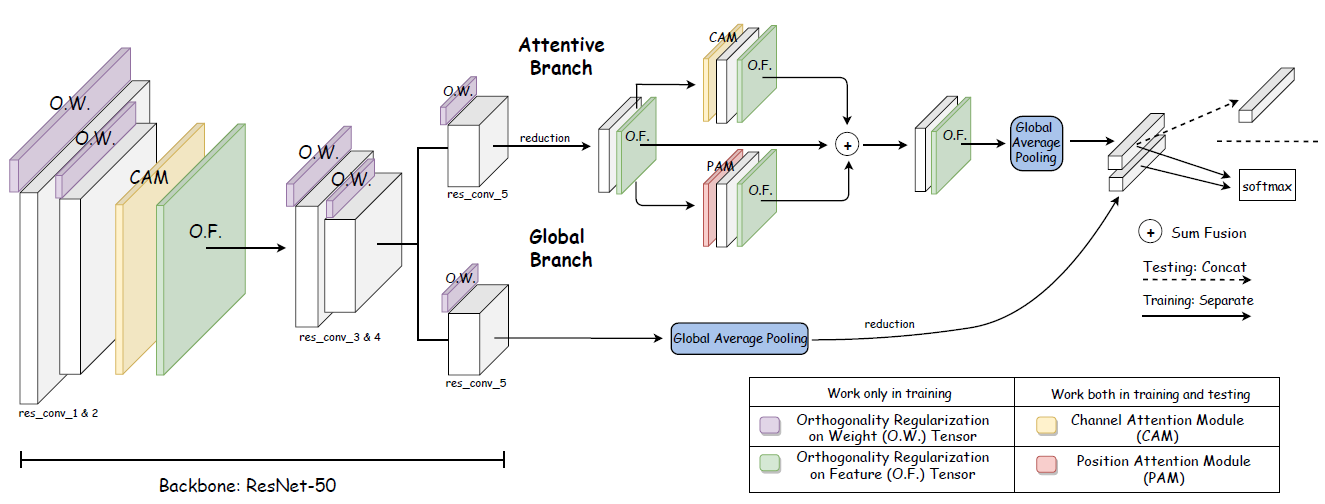 O.W.
O.W.
CAM
O.F.
res_conv_1 & 2
O.W.
O.W.
res_conv_3 & 4
O.W.
res_conv_5
Attentive
Branch
reduction
O.F.
CAM
O.F.
PAM
O.F.
+
O.F.
Global
Average
Pooling
softmax
Global
Branch
O.W.
res_conv_5
Global Average Pooling
reduction
+ Sum Fusion
Testing: Concat
Training: Separate
Work only in training
Work both in training and testing
Orthogonality Regularization
on Weight (O.W.) Tensor
Channel Attention Module
(CAM)
Orthogonality Regularization
on Feature (O.F.) Tensor
Position Attention Module
(PAM)
Backbone: ResNet-50